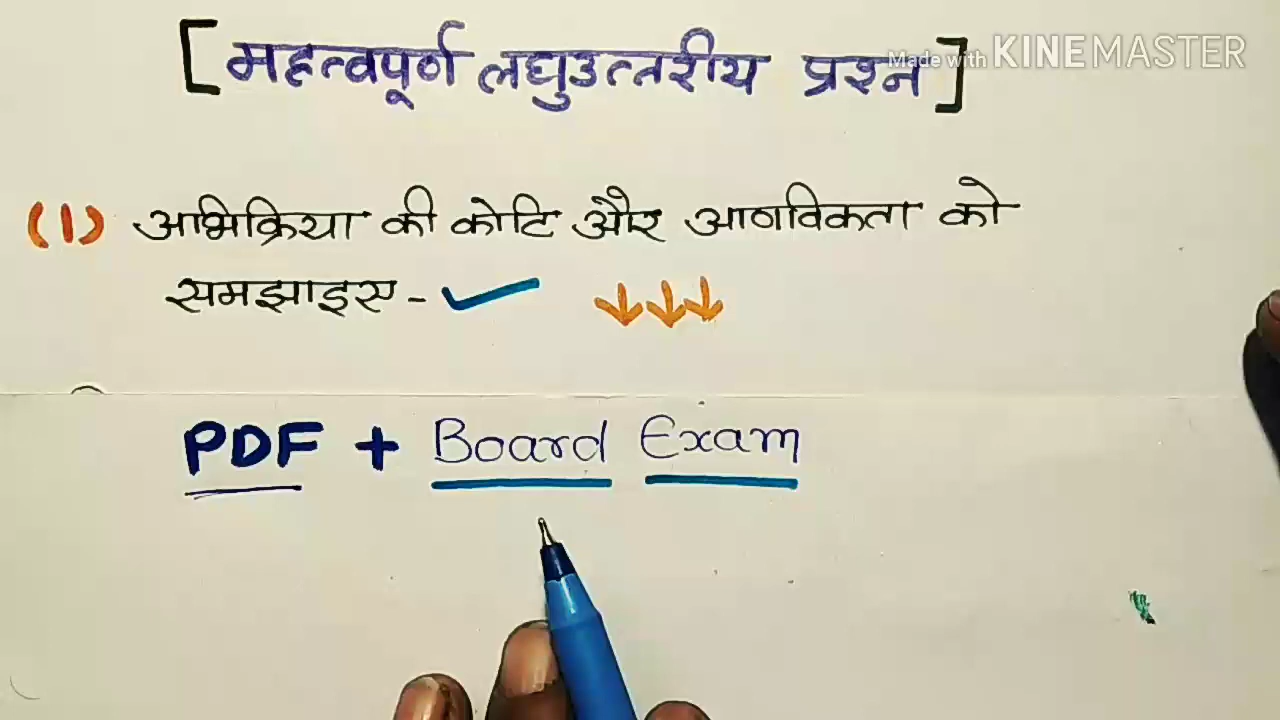 [महत्वपूर्ण लघुउत्तरीय प्रश्न]
Made with KINEMASTER
(1) अभिक्रिया की कोटि और आणविकता को
समझाइए - ✓ ↓↓↓
PDF + Board Exam